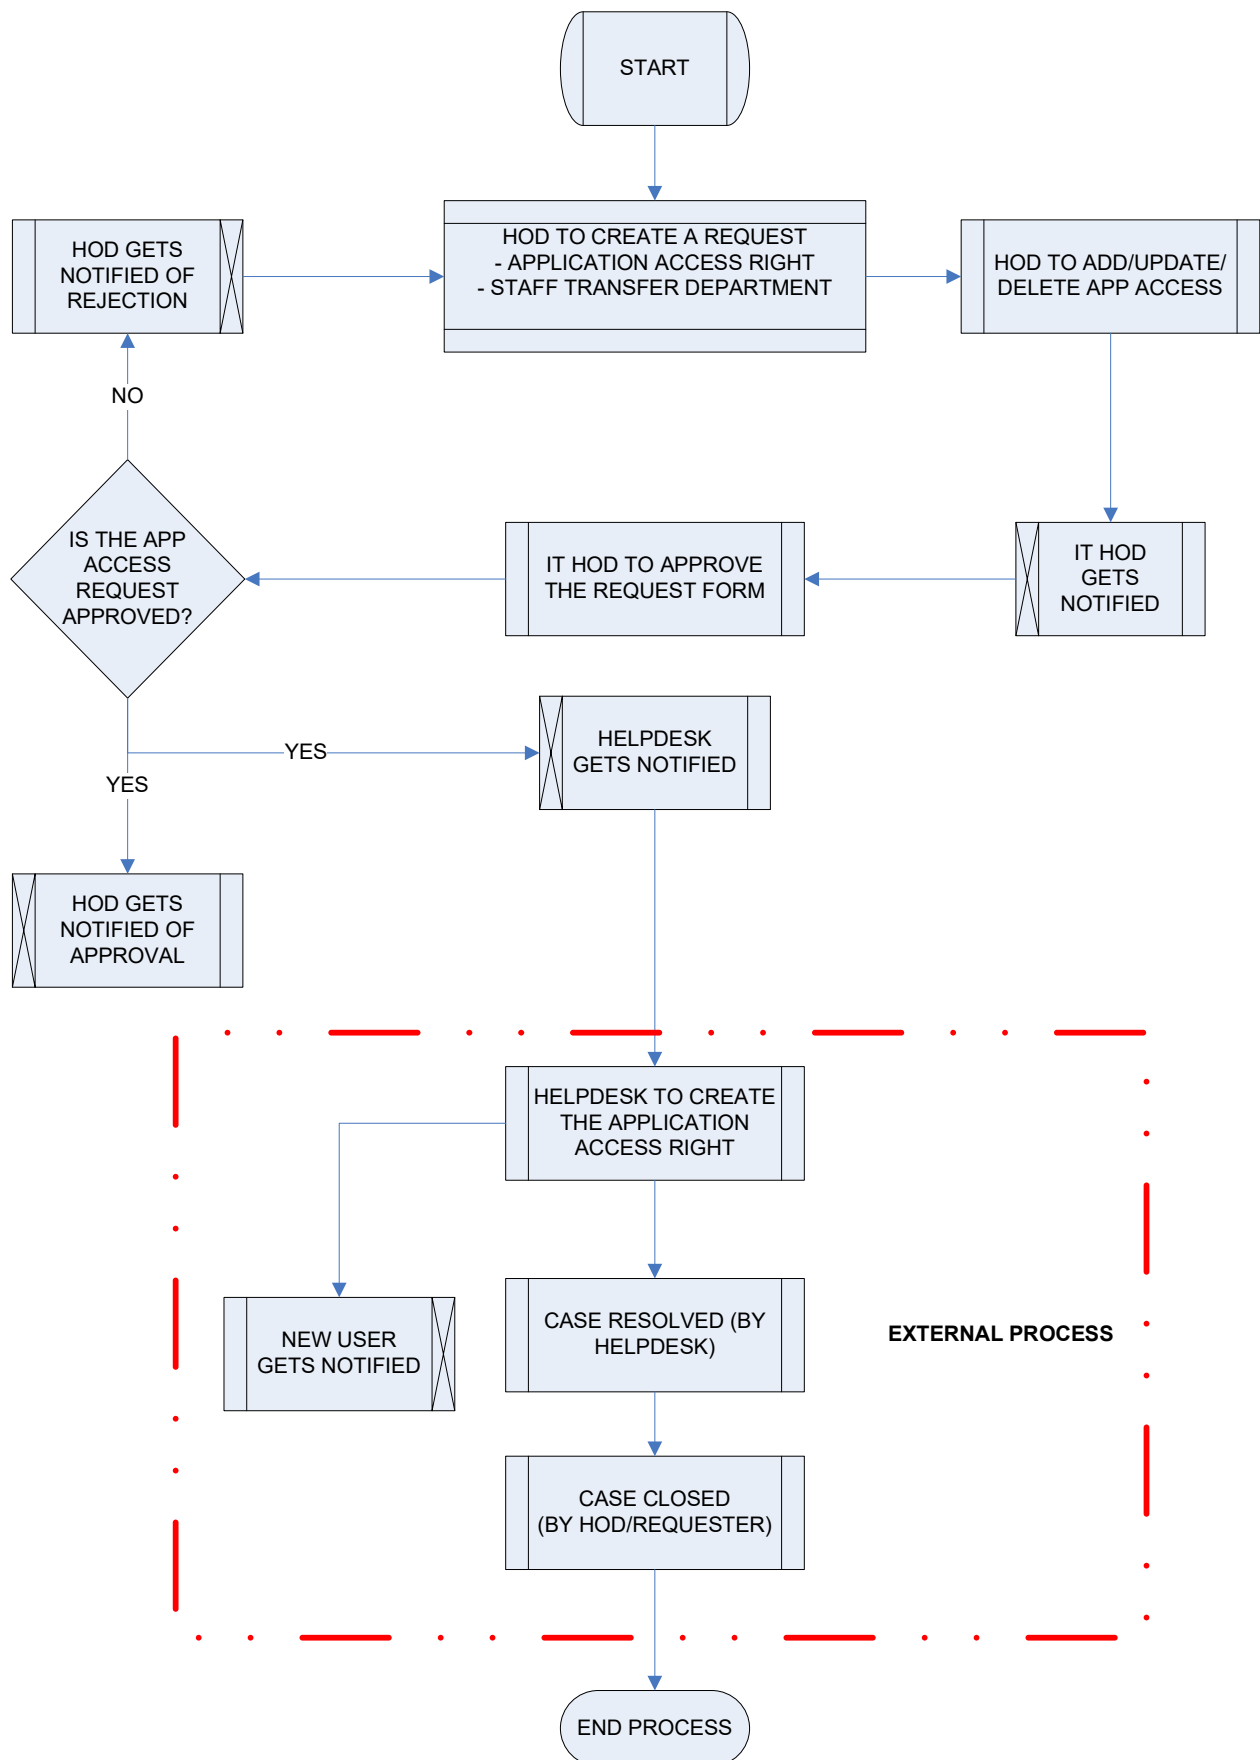 START
HOD GETS
NOTIFIED OF
REJECTION
HOD TO CREATE A REQUEST
- APPLICATION ACCESS RIGHT
- STAFF TRANSFER DEPARTMENT
HOD TO ADD/UPDATE/
DELETE APP ACCESS
NO
IS THE APP
ACCESS
REQUEST
APPROVED?
IT HOD TO APPROVE
THE REQUEST FORM
IT HOD
GETS
NOTIFIED
YES
HELPDESK
GETS NOTIFIED
YES
HOD GETS
NOTIFIED OF
APPROVAL
HELPDESK TO CREATE
THE APPLICATION
ACCESS RIGHT
NEW USER
GETS NOTIFIED
CASE RESOLVED (BY
HELPDESK)
EXTERNAL PROCESS
CASE CLOSED
(BY HOD/REQUESTER)
END PROCESS